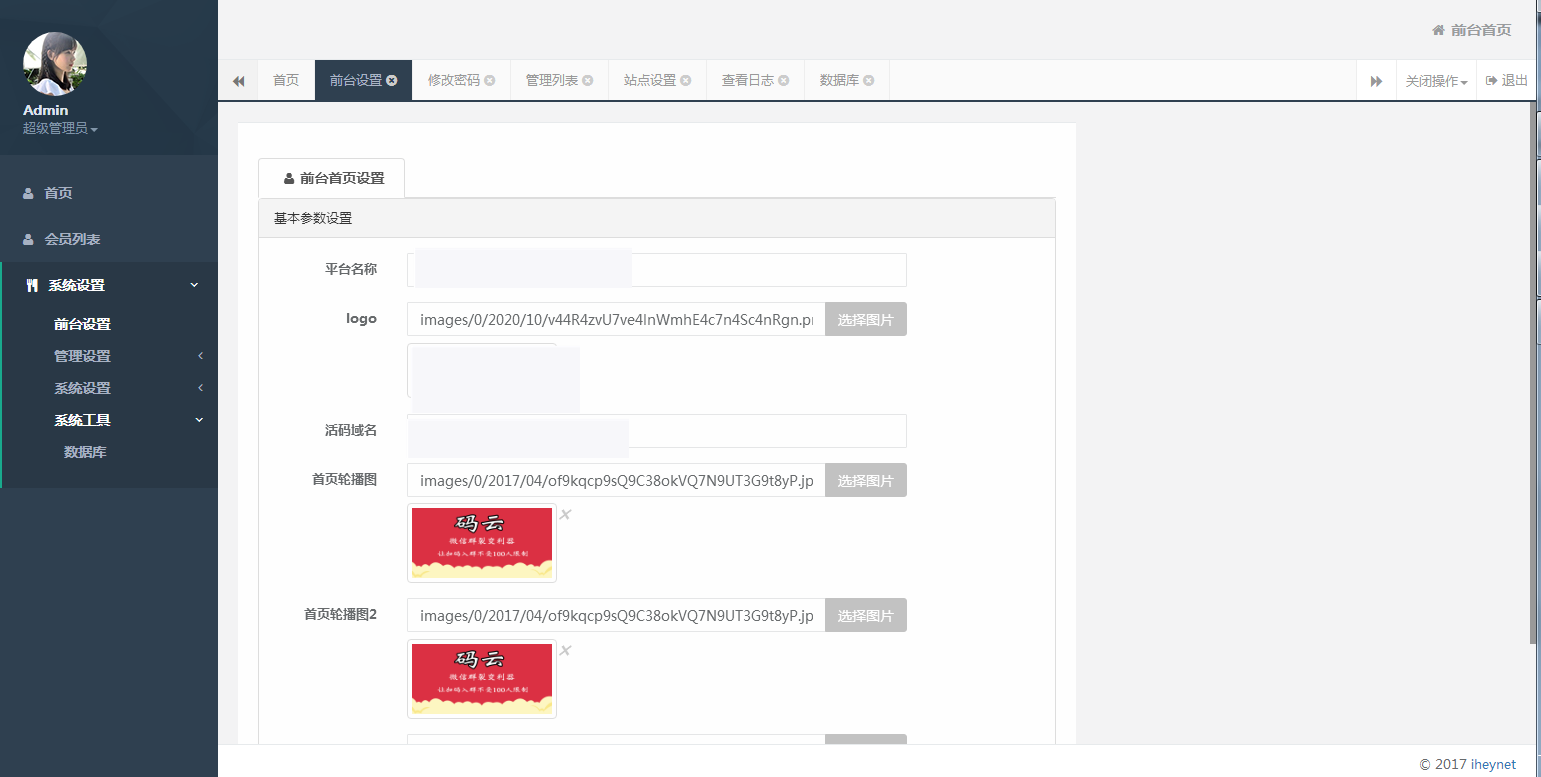 前台首页
Admin
超级管理员
首页
会员列表
系统设置
前台设置
管理设置
系统设置
系统工具
数据库
首页
前台设置
修改密码
管理列表
站点设置
查看日志
数据库
关闭操作
退出
前台首页设置
基本参数设置
平台名称
logo
images/0/2020/10/v44R4zvU7ve4lnWmhE4c7n4Sc4nRgn.pr
选择图片
活码域名
首页轮播图
images/0/2017/04/of9kqcp9sQ9C38okVQ7N9UT3G9t8yP.jp
选择图片
码云
微信群裂变利器
让扫码入群不受100人限制
首页轮播图2
images/0/2017/04/of9kqcp9sQ9C38okVQ7N9UT3G9t8yP.jp
选择图片
码云
微信群裂变利器
让扫码入群不受100人限制
© 2017 iheynet